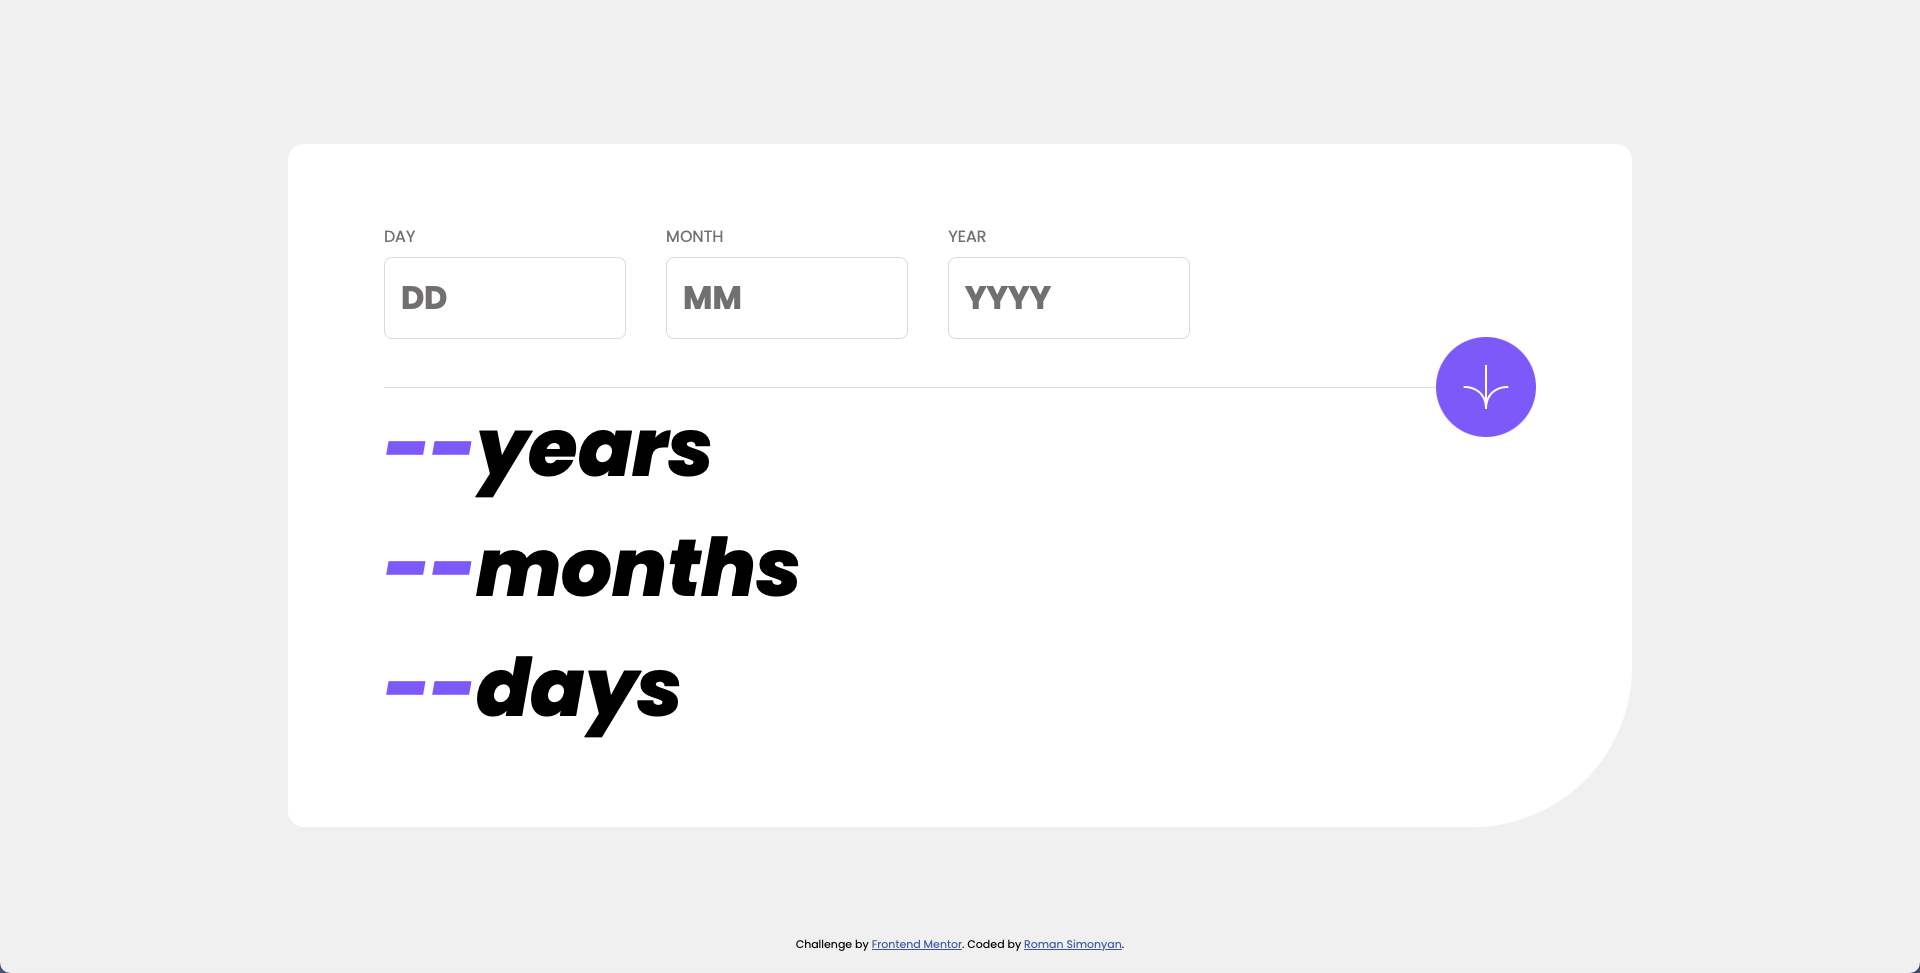 DAY MONTH YEAR
DD MM YYYY
--years
--months
--days
Challenge by Frontend Mentor. Coded by Roman Simonyan.